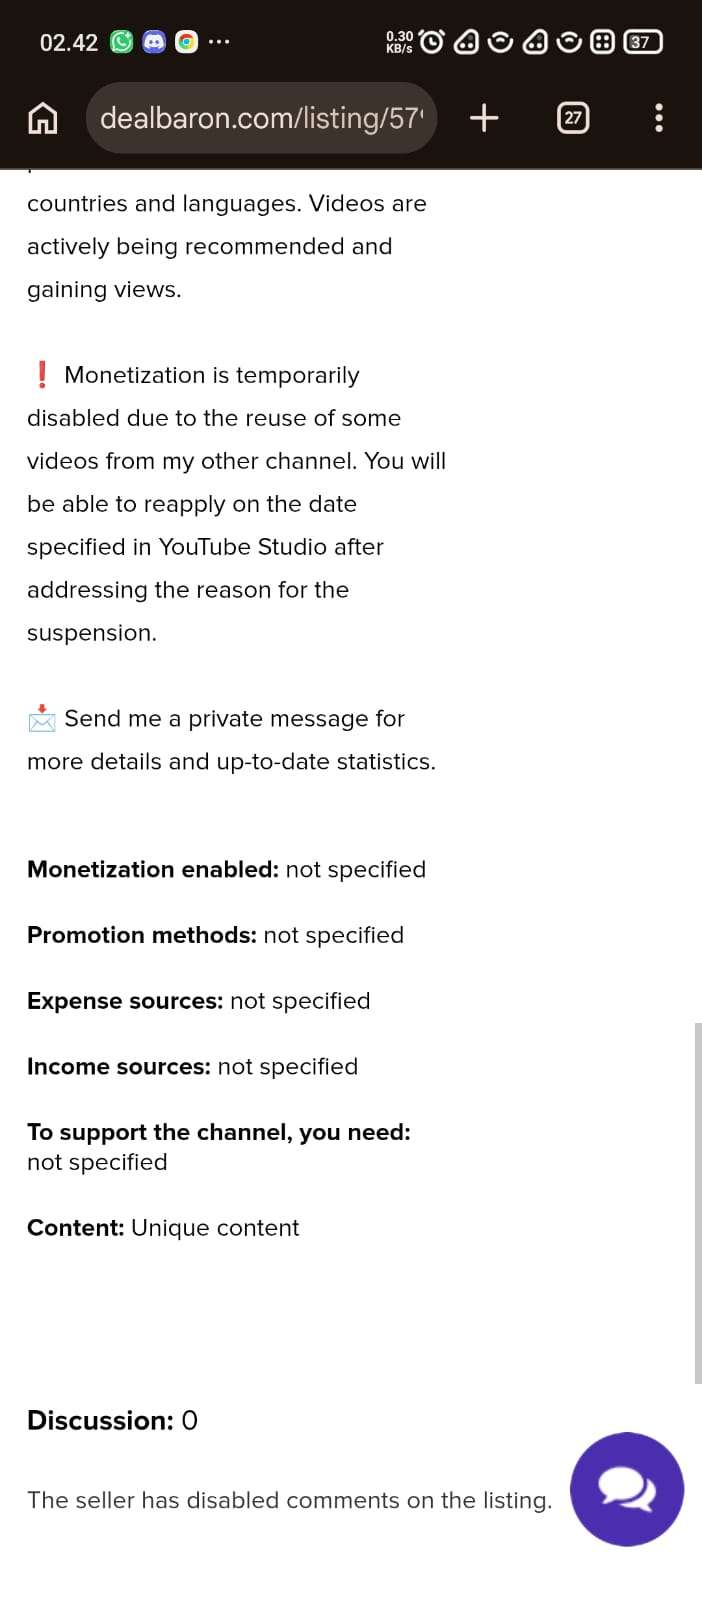 02.42 ... 0.30 KB/s 37
dealbaron.com/listing/57 27
countries and languages. Videos are
actively being recommended and
gaining views.
❗ Monetization is temporarily
disabled due to the reuse of some
videos from my other channel. You will
be able to reapply on the date
specified in YouTube Studio after
addressing the reason for the
suspension.
📩 Send me a private message for
more details and up-to-date statistics.
Monetization enabled: not specified
Promotion methods: not specified
Expense sources: not specified
Income sources: not specified
To support the channel, you need:
not specified
Content: Unique content
Discussion: 0
The seller has disabled comments on the listing.